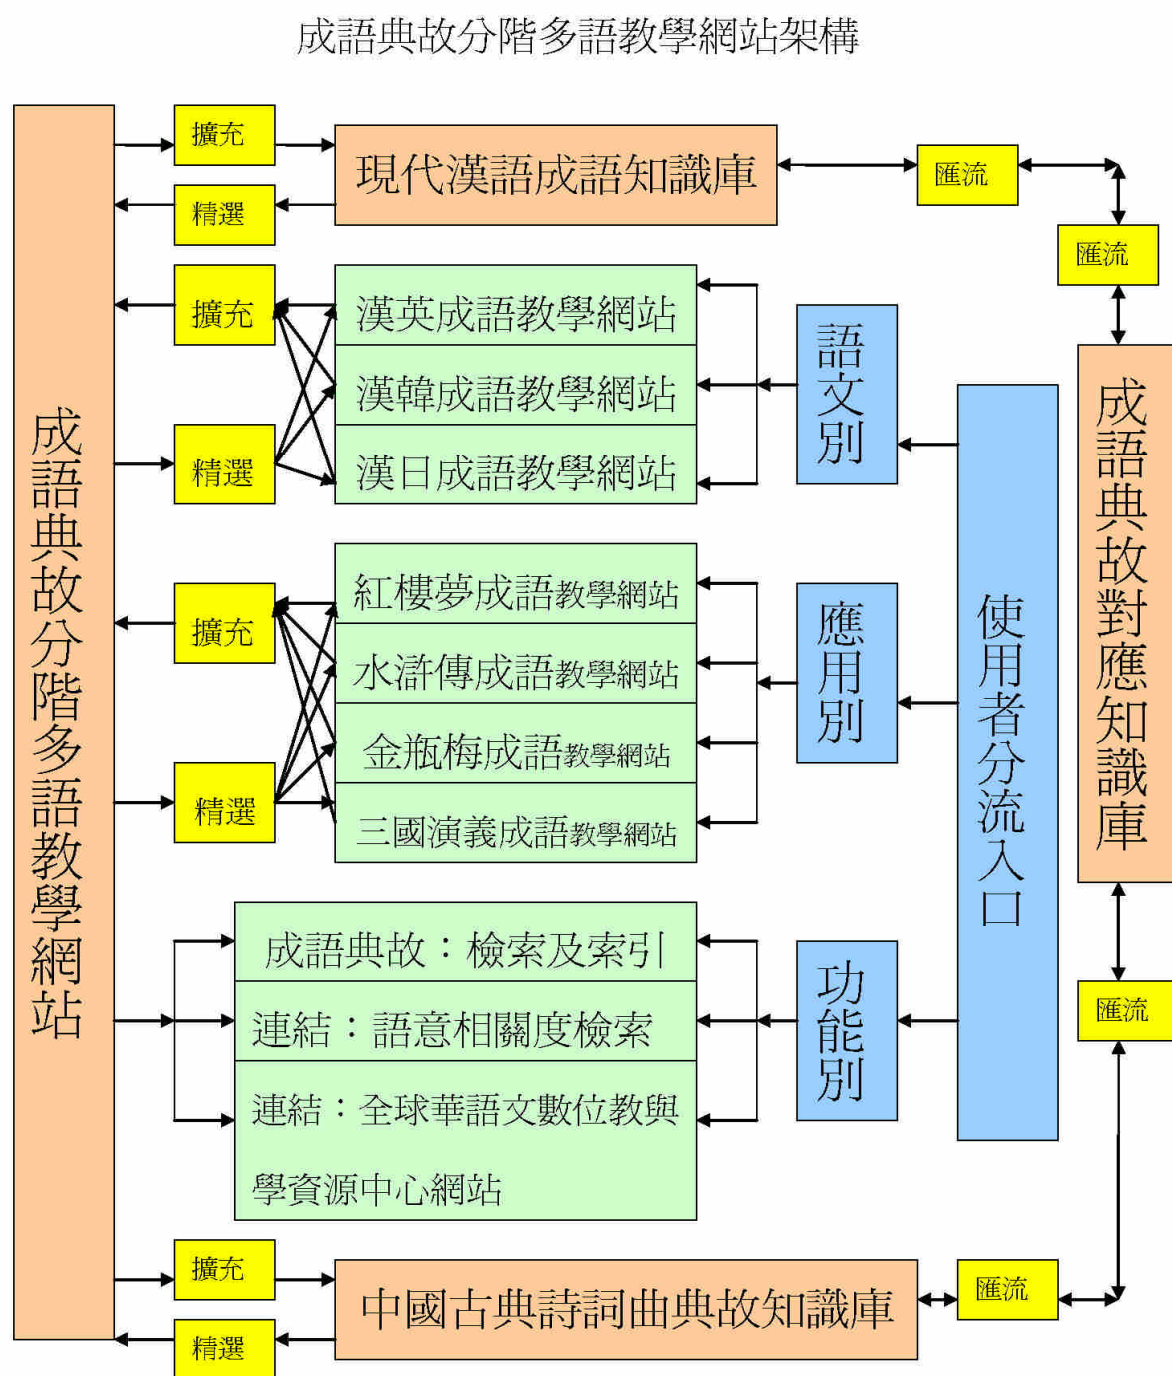 成語典故分階多語教學網站架構
擴充
現代漢語成語知識庫
匯流
精選
匯流
擴充
漢英成語教學網站
漢韓成語教學網站
精選
漢日成語教學網站
語文別
成語典故分階多語教學網站
擴充
紅樓夢成語教學網站
水滸傳成語教學網站
金瓶梅成語教學網站
精選
三國演義成語教學網站
應用別
使用者分流入口
成語典故對應知識庫
成語典故：檢索及索引
連結：語意相關度檢索
連結：全球華語文數位教與
學資源中心網站
功能別
匯流
擴充
中國古典詩詞曲典故知識庫
匯流
精選